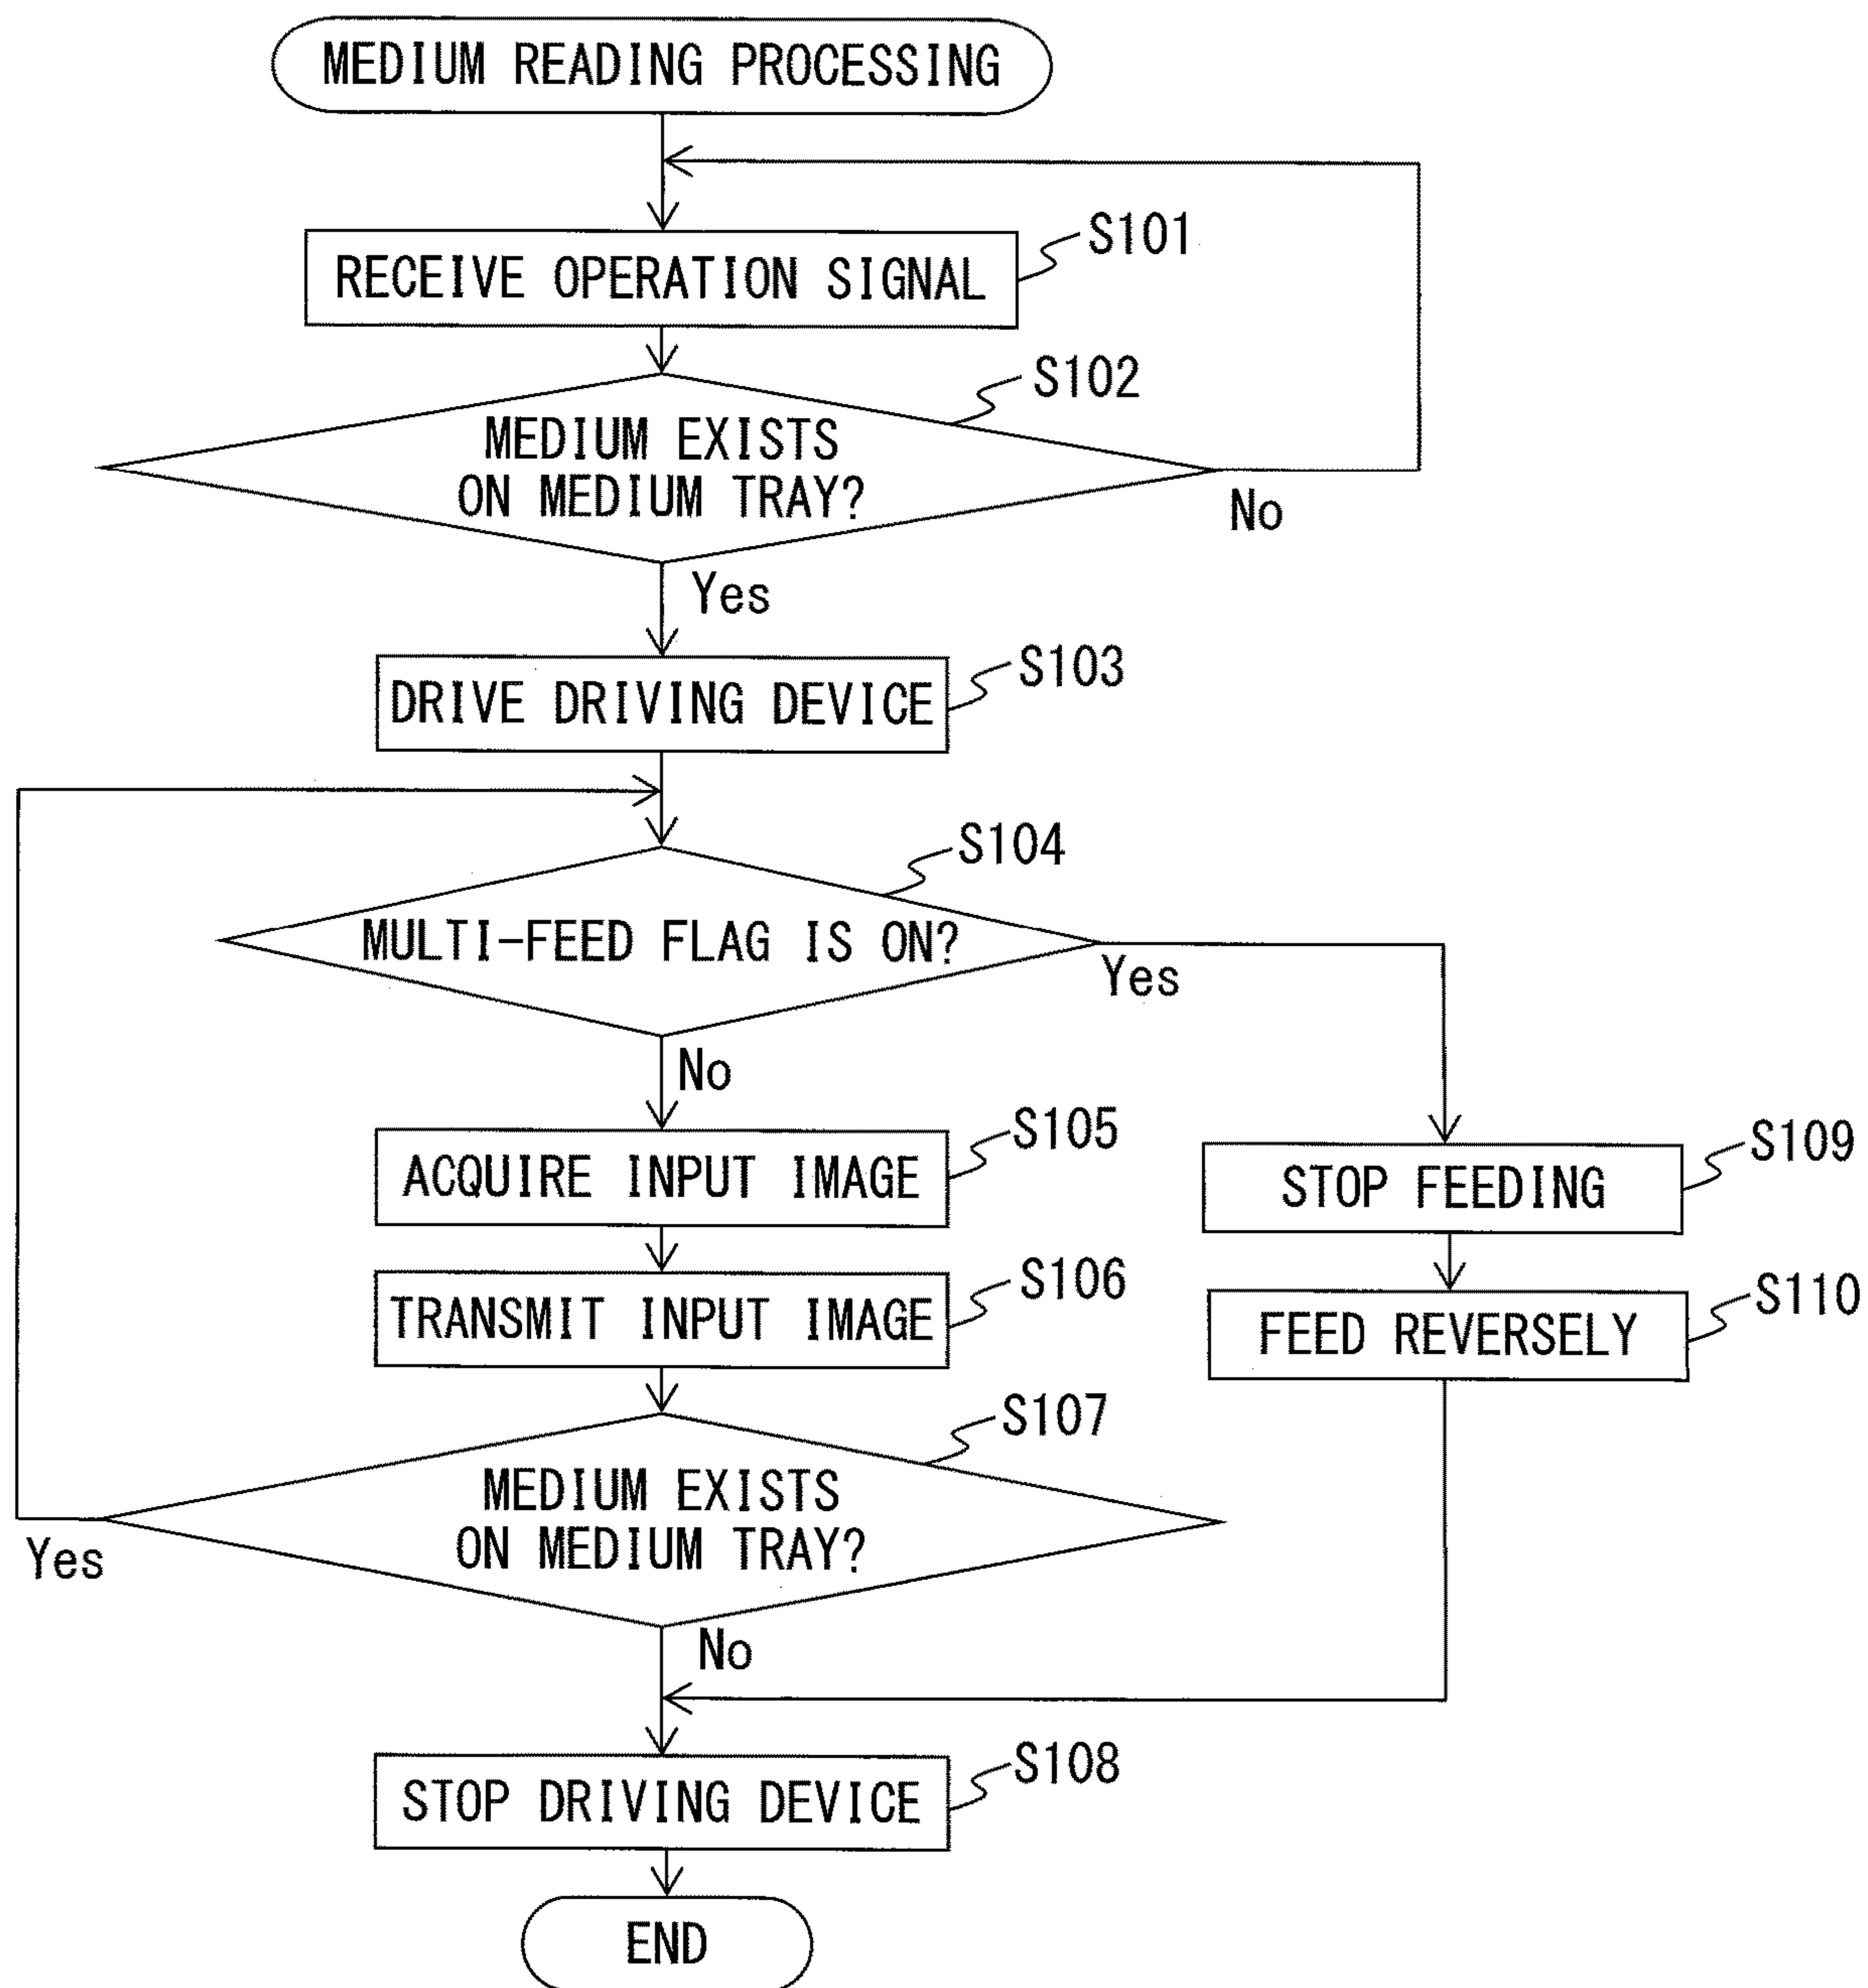 MEDIUM READING PROCESSING
S101
RECEIVE OPERATION SIGNAL
S102
MEDIUM EXISTS
ON MEDIUM TRAY?
No
Yes
S103
DRIVE DRIVING DEVICE
S104
MULTI-FEED FLAG IS ON?
Yes
No
S105
ACQUIRE INPUT IMAGE
S109
STOP FEEDING
S106
TRANSMIT INPUT IMAGE
S110
FEED REVERSELY
S107
MEDIUM EXISTS
ON MEDIUM TRAY?
Yes
No
S108
STOP DRIVING DEVICE
END